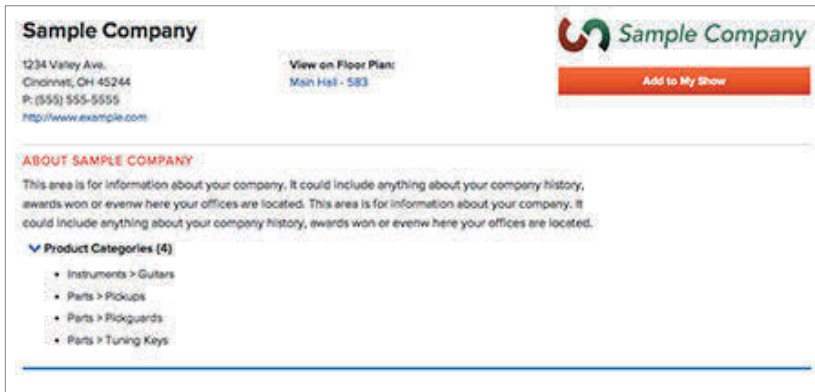 Sample Company
Sample Company
1234 Valley Ave.
Cincinnati, OH 45244
P: (555) 555-5555
http://www.example.com
View on Floor Plan:
Main Hall - 583
Add to My Show
ABOUT SAMPLE COMPANY
This area is for information about your company. It could include anything about your company history,
awards won or evenw here your offices are located. This area is for information about your company. It
could include anything about your company history, awards won or evenw here your offices are located.
Product Categories (4)
• Instruments > Guitars
• Parts > Pickups
• Parts > Pickguards
• Parts > Tuning Keys